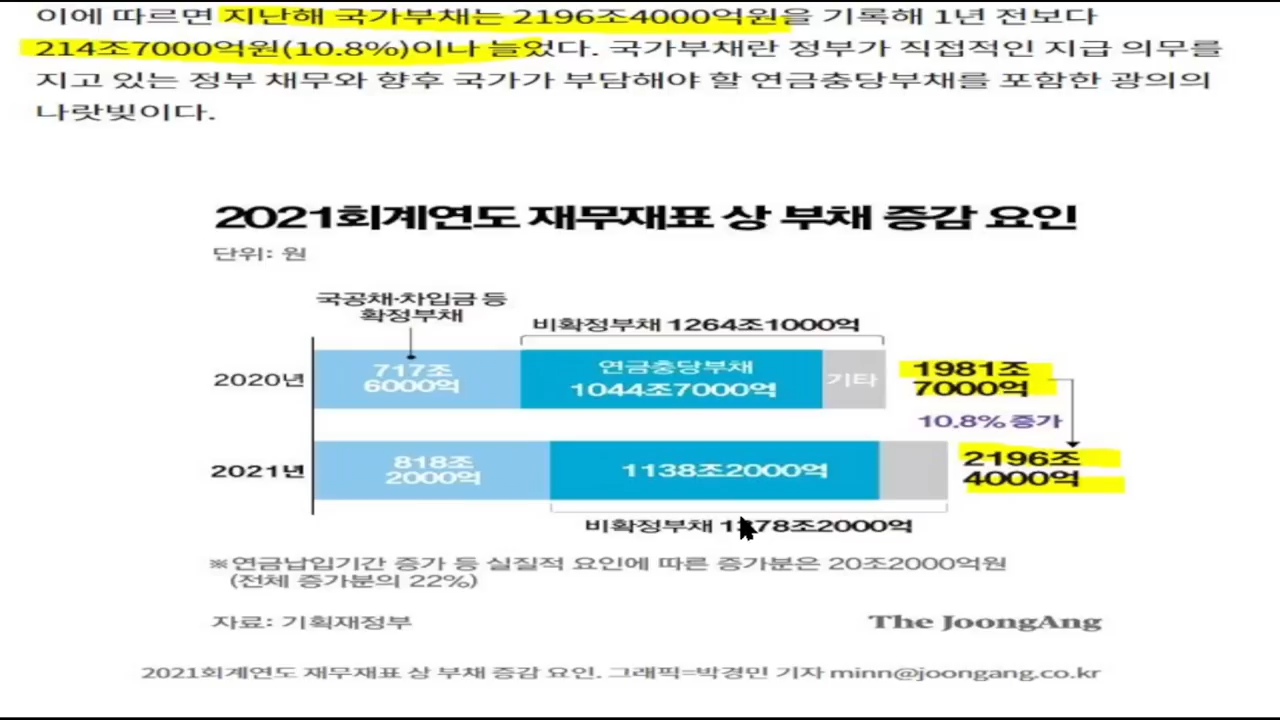 이에 따르면 지난해 국가부채는 2196조4000억원을 기록해 1년 전보다
214조7000억원(10.8%)이나 늘었다. 국가부채란 정부가 직접적인 지급 의무를
지고 있는 정부 채무와 향후 국가가 부담해야 할 연금충당부채를 포함한 광의의
나랏빚이다.
2021회계연도 재무재표 상 부채 증감 요인
단위: 원
국공채·차입금 등
확정부채
비확정부채 1264조1000억
2020년
717조
6000억
연금충당부채
1044조7000억
기타
1981조
7000억
10.8% 증가
2021년
818조
2000억
1138조2000억
2196조
4000억
비확정부채 1378조2000억
※연금납입기간 증가 등 실질적 요인에 따른 증가분은 20조2000억원
(전체 증가분의 22%)
자료: 기획재정부
The JoongAng
2021회계연도 재무재표 상 부채 증감 요인. 그래픽=박경민 기자 minn@joongang.co.kr